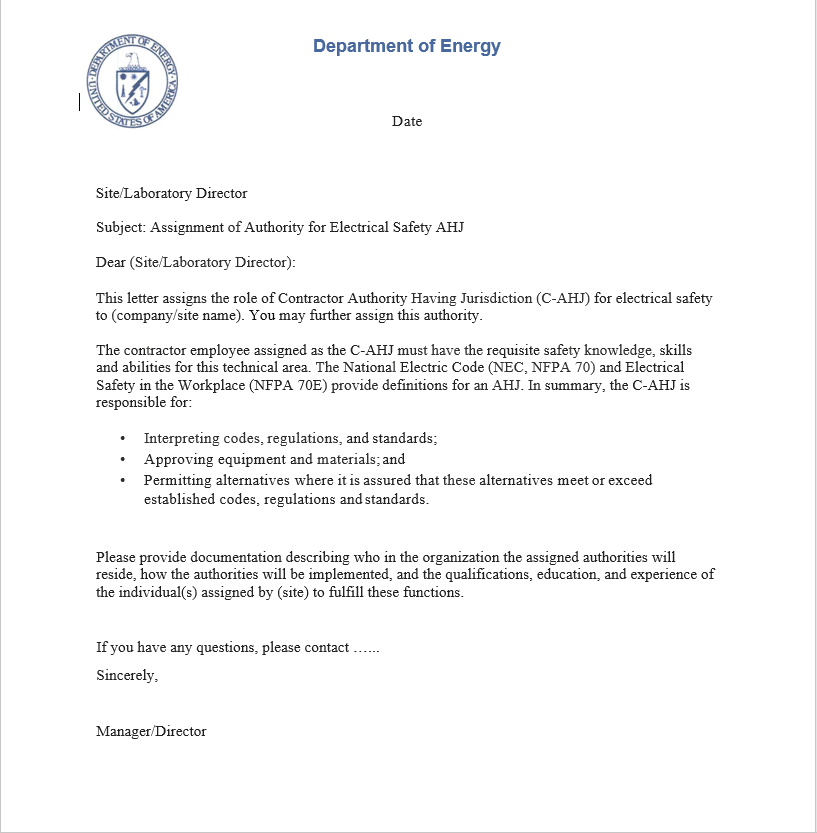 Department of Energy
DEPARTMENT OF ENERGY
UNITED STATES OF AMERICA
Date
Site/Laboratory Director
Subject: Assignment of Authority for Electrical Safety AHJ
Dear (Site/Laboratory Director):
This letter assigns the role of Contractor Authority Having Jurisdiction (C-AHJ) for electrical safety
to (company/site name). You may further assign this authority.
The contractor employee assigned as the C-AHJ must have the requisite safety knowledge, skills
and abilities for this technical area. The National Electric Code (NEC, NFPA 70) and Electrical
Safety in the Workplace (NFPA 70E) provide definitions for an AHJ. In summary, the C-AHJ is
responsible for:
• Interpreting codes, regulations, and standards;
• Approving equipment and materials; and
• Permitting alternatives where it is assured that these alternatives meet or exceed
established codes, regulations and standards.
Please provide documentation describing who in the organization the assigned authorities will
reside, how the authorities will be implemented, and the qualifications, education, and experience of
the individual(s) assigned by (site) to fulfill these functions.
If you have any questions, please contact …...
Sincerely,
Manager/Director